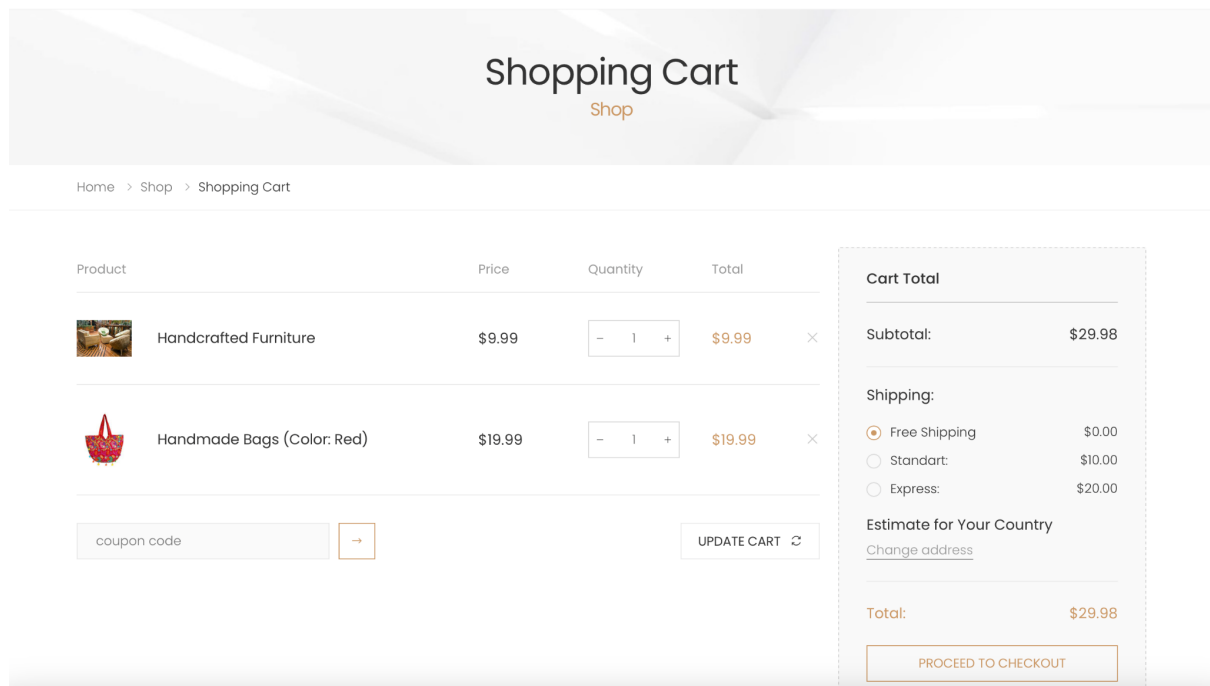 Shopping Cart
Shop
Home > Shop > Shopping Cart
Product Price Quantity Total
Handcrafted Furniture $9.99 − 1 + $9.99 ×
Handmade Bags (Color: Red) $19.99 − 1 + $19.99 ×
coupon code →
UPDATE CART
Cart Total
Subtotal: $29.98
Shipping:
Free Shipping $0.00
Standart: $10.00
Express: $20.00
Estimate for Your Country
Change address
Total: $29.98
PROCEED TO CHECKOUT